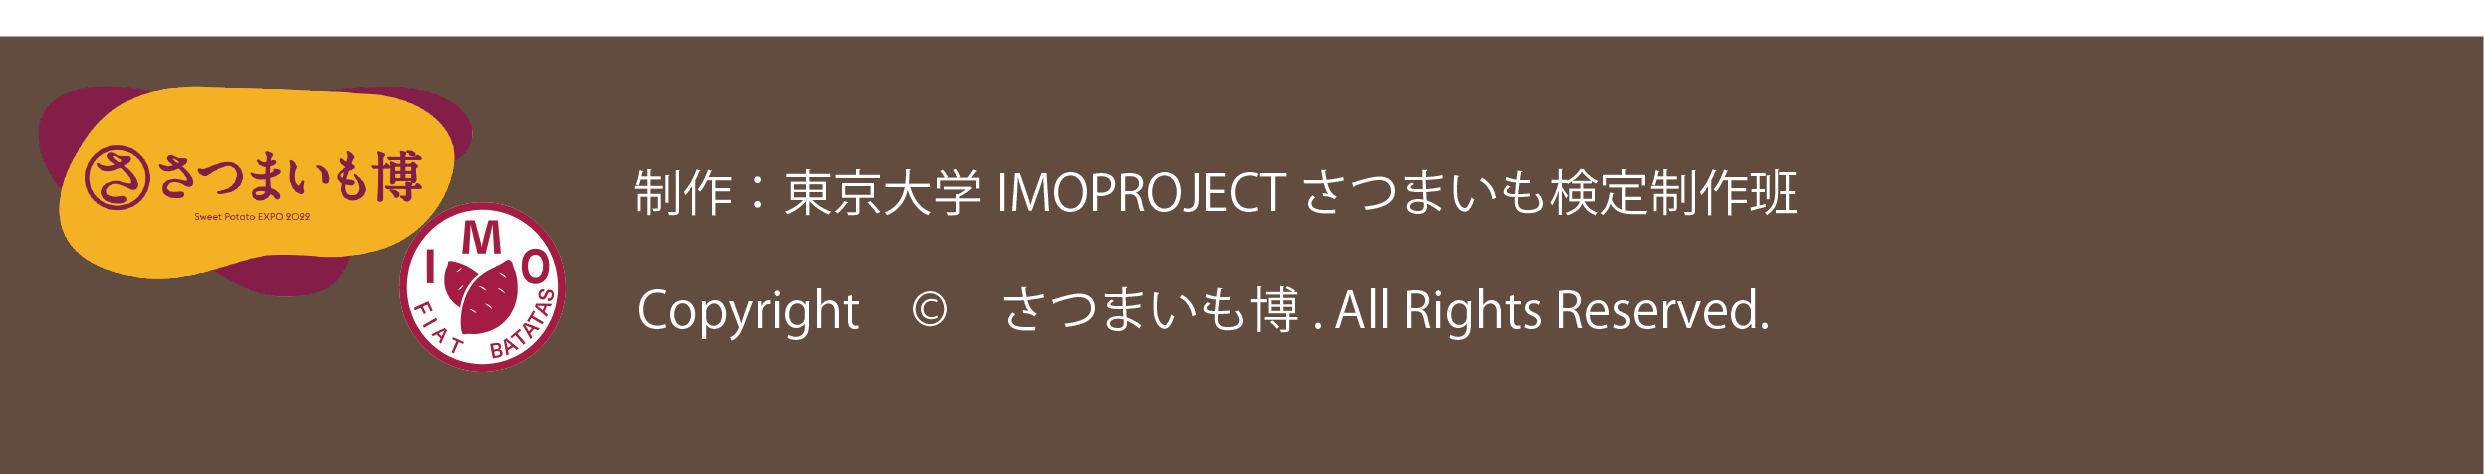 さ さつまいも博
Sweet Potato EXPO 2022
IMO
FIAT BATATAS
制作：東京大学 IMOPROJECT さつまいも検定制作班
Copyright　©　さつまいも博 . All Rights Reserved.